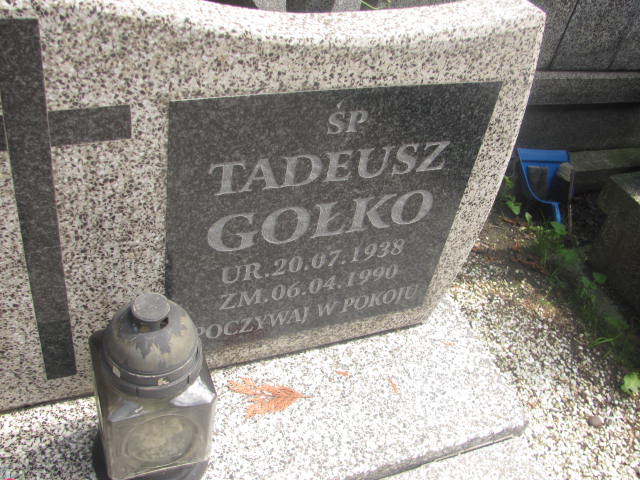 ŚP
TADEUSZ
GOŁKO
UR.20.07.1938
ZM.06.04.1990
POCZYWAJ W POKOJU